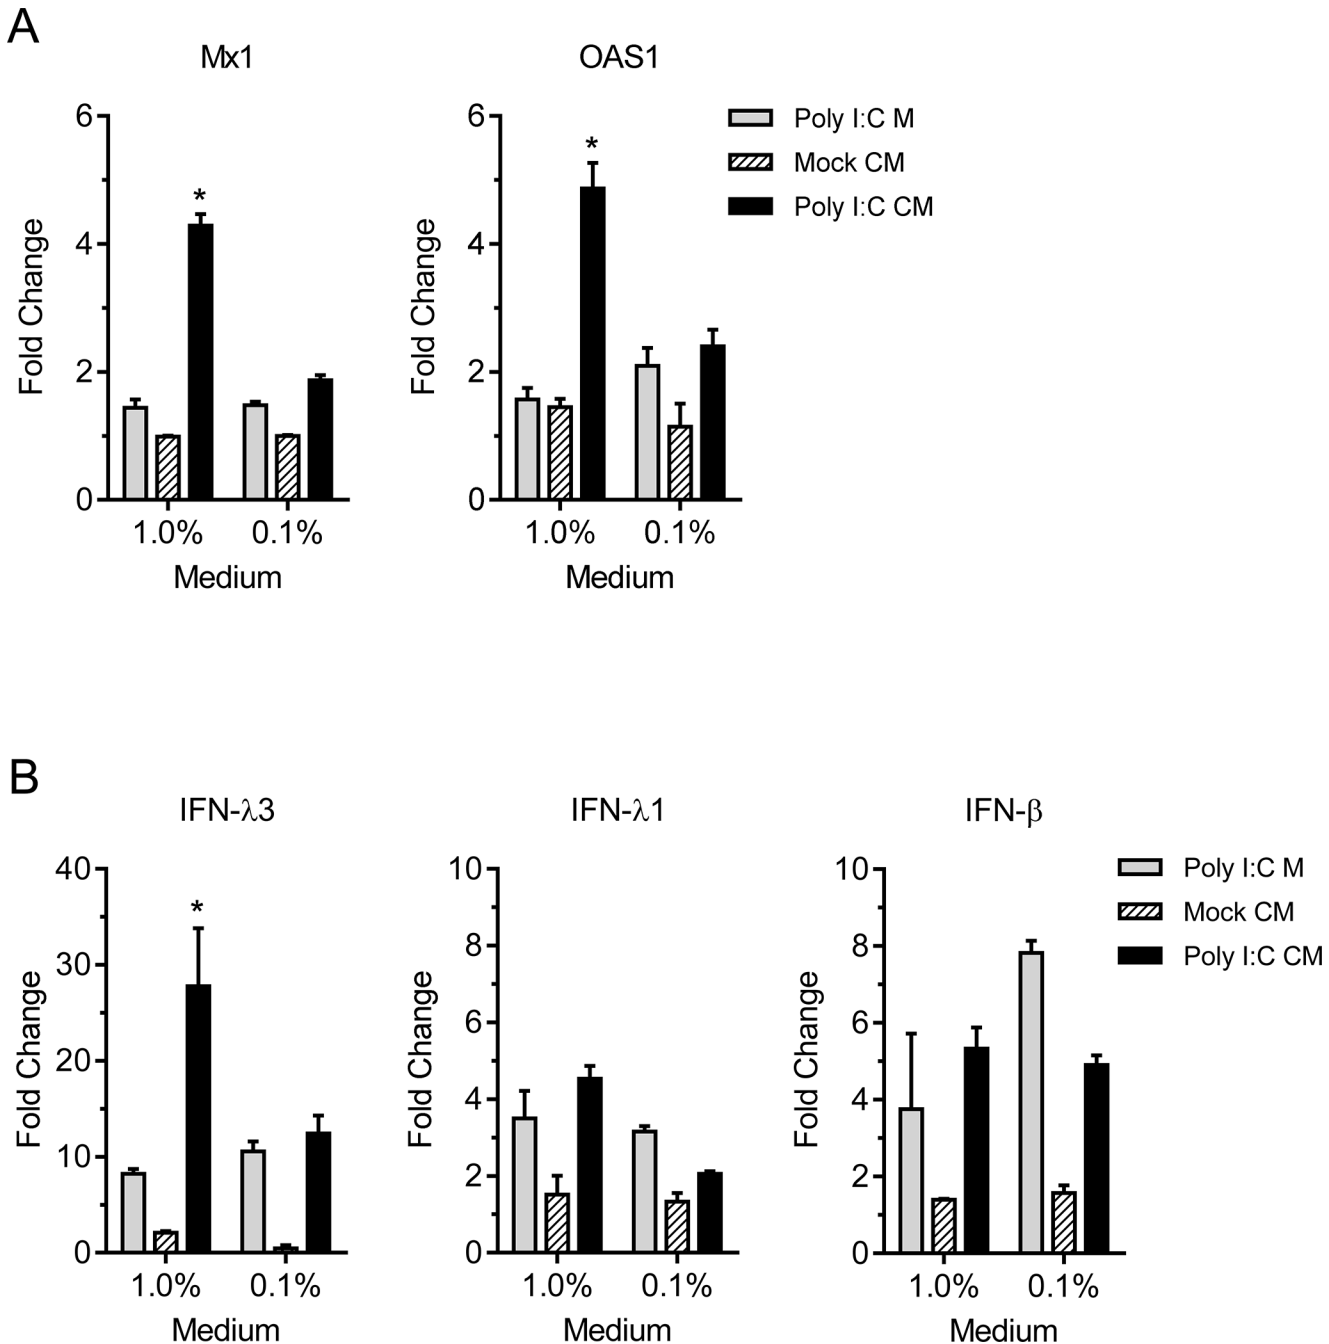 A
Mx1
OAS1
6
4
2
0
Fold Change
*
1.0%
0.1%
Medium
6
4
2
0
Fold Change
*
1.0%
0.1%
Medium
Poly I:C M
Mock CM
Poly I:C CM
B
IFN-λ3
IFN-λ1
IFN-β
40
30
20
10
0
Fold Change
*
1.0%
0.1%
Medium
10
8
6
4
2
0
Fold Change
1.0%
0.1%
Medium
10
8
6
4
2
0
Fold Change
1.0%
0.1%
Medium
Poly I:C M
Mock CM
Poly I:C CM